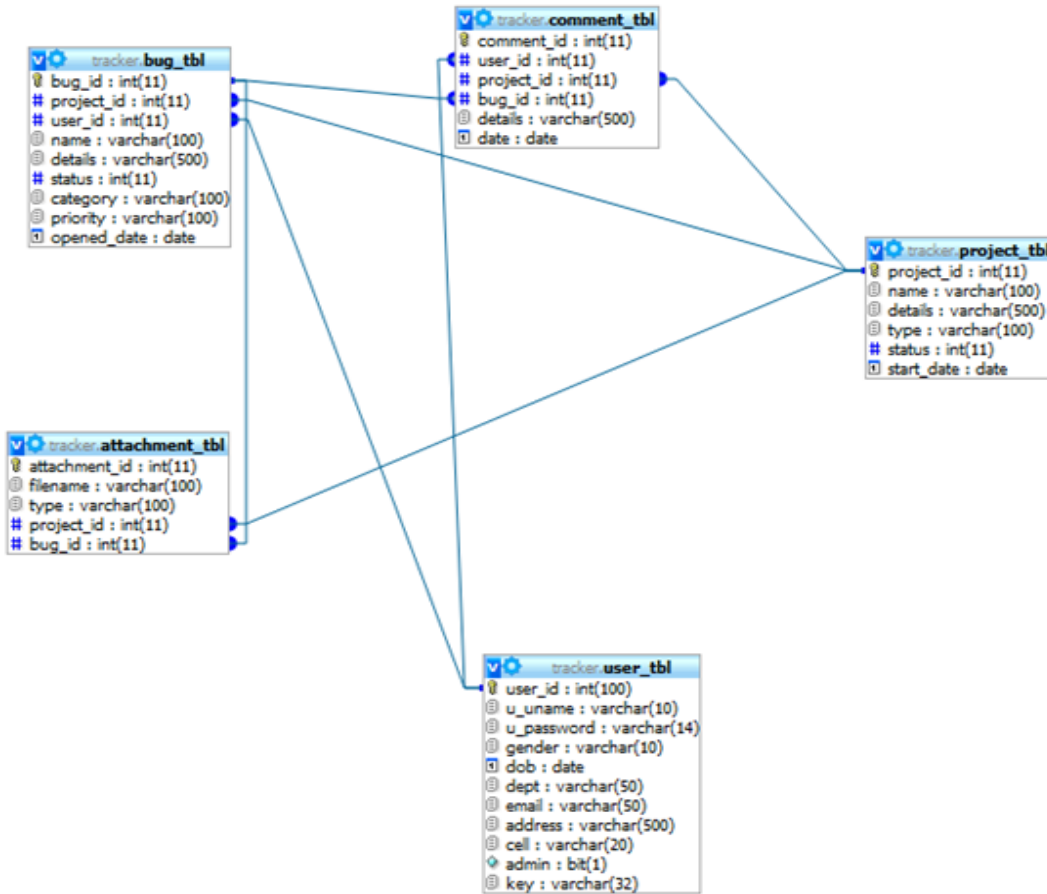 tracker.comment_tbl
comment_id : int(11)
user_id : int(11)
project_id : int(11)
bug_id : int(11)
details : varchar(500)
date : date
tracker.bug_tbl
bug_id : int(11)
project_id : int(11)
user_id : int(11)
name : varchar(100)
details : varchar(500)
status : int(11)
category : varchar(100)
priority : varchar(100)
opened_date : date
tracker.project_tbl
project_id : int(11)
name : varchar(100)
details : varchar(500)
type : varchar(100)
status : int(11)
start_date : date
tracker.attachment_tbl
attachment_id : int(11)
filename : varchar(100)
type : varchar(100)
project_id : int(11)
bug_id : int(11)
tracker.user_tbl
user_id : int(100)
u_uname : varchar(10)
u_password : varchar(14)
gender : varchar(10)
dob : date
dept : varchar(50)
email : varchar(50)
address : varchar(500)
cell : varchar(20)
admin : bit(1)
key : varchar(32)